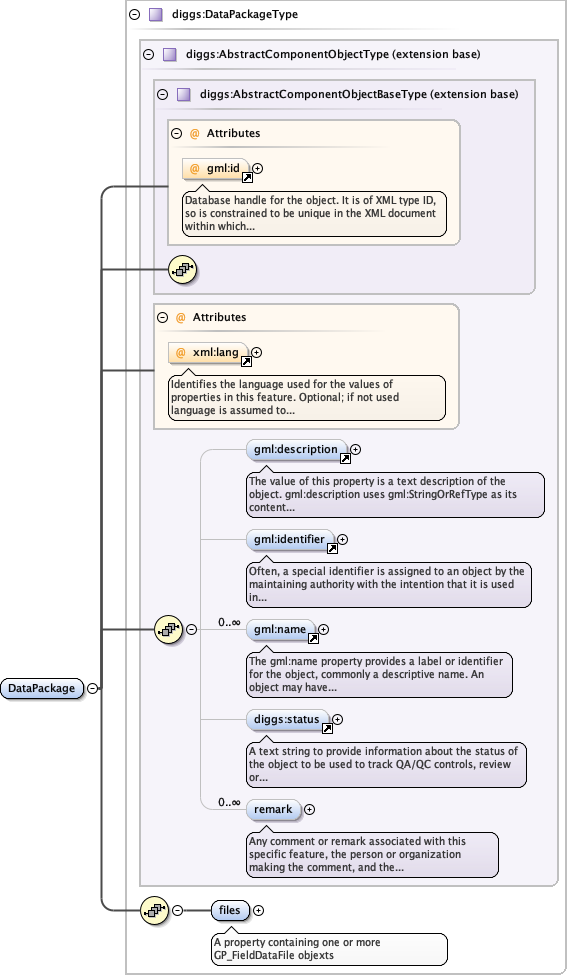 diggs:DataPackageType
diggs:AbstractComponentObjectType (extension base)
diggs:AbstractComponentObjectBaseType (extension base)
@ Attributes
@ gml:id
Database handle for the object. It is of XML type ID,
so is constrained to be unique in the XML document
within which...
@ Attributes
@ xml:lang
Identifies the language used for the values of
properties in this feature. Optional; if not used
language is assumed to...
gml:description
The value of this property is a text description of the
object. gml:description uses gml:StringOrRefType as its
content...
gml:identifier
Often, a special identifier is assigned to an object by the
maintaining authority with the intention that it is used
in...
0..∞
gml:name
The gml:name property provides a label or identifier
for the object, commonly a descriptive name. An
object may have...
DataPackage
diggs:status
A text string to provide information about the status of
the object to be used to track QA/QC controls, review
or...
0..∞
remark
Any comment or remark associated with this
specific feature, the person or organization
making the comment, and the...
files
A property containing one or more
GP_FieldDataFile objexts